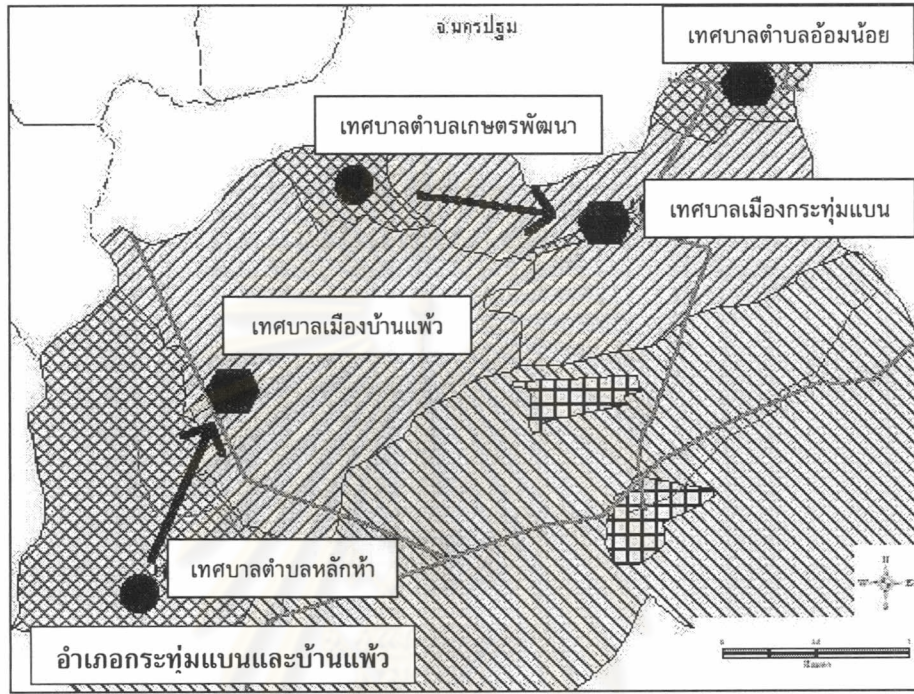 จ.นครปฐม
เทศบาลตำบลอ้อมน้อย
เทศบาลตำบลเกษตรพัฒนา
เทศบาลเมืองกระทุ่มแบน
เทศบาลเมืองบ้านแพ้ว
เทศบาลตำบลหลักห้า
อำเภอกระทุ่มแบนและบ้านแพ้ว
N
W
E
S